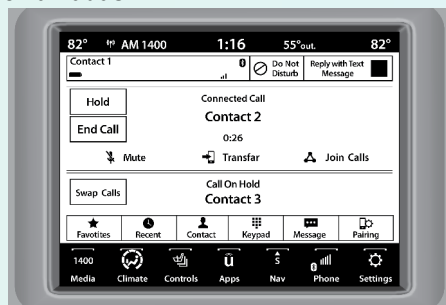 82° AM 1400 1:16 55°out. 82°
Contact 1
Do Not
Disturb
Reply with Text
Message
Hold
End Call
Connected Call
Contact 2
0:26
Mute Transfar Join Calls
Swap Calls
Call On Hold
Contact 3
Favotites Recent Contact Keypad Message Pairing
1400 ū S
Media Climate Controls Apps Nav Phone Settings